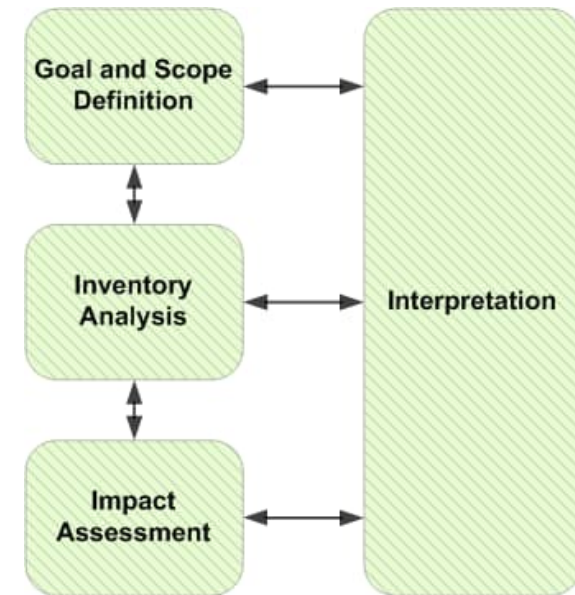 Goal and Scope
Definition
Inventory
Analysis
Interpretation
Impact
Assessment